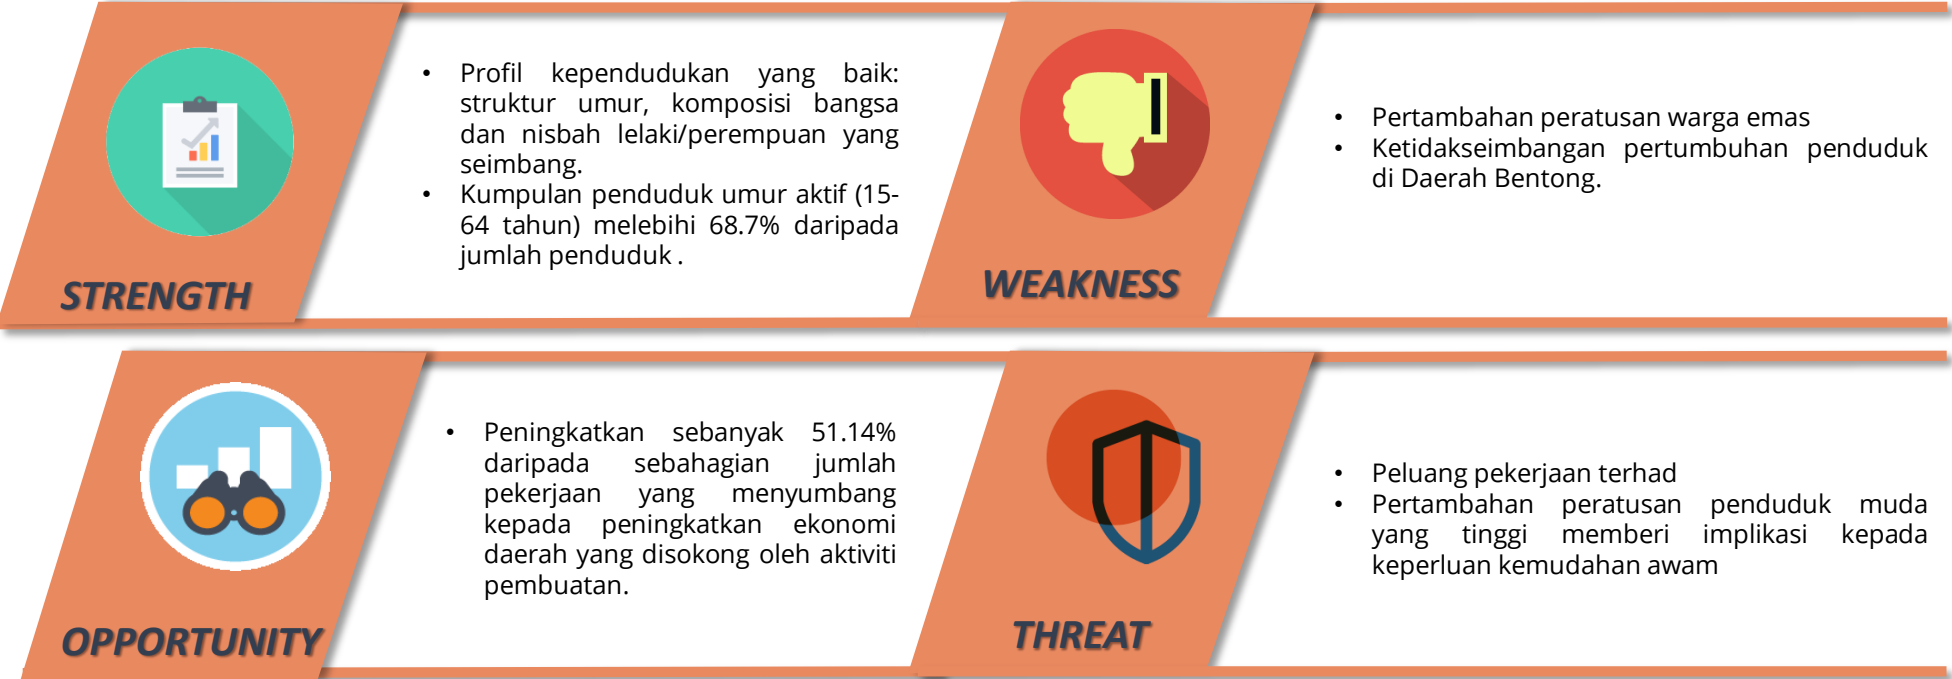 • Profil kependudukan yang baik:
struktur umur, komposisi bangsa
dan nisbah lelaki/perempuan yang
seimbang.
• Kumpulan penduduk umur aktif (15-
64 tahun) melebihi 68.7% daripada
jumlah penduduk .
STRENGTH
• Pertambahan peratusan warga emas
• Ketidakseimbangan pertumbuhan penduduk
di Daerah Bentong.
WEAKNESS
• Peningkatkan sebanyak 51.14%
daripada sebahagian jumlah
pekerjaan yang menyumbang
kepada peningkatkan ekonomi
daerah yang disokong oleh aktiviti
pembuatan.
OPPORTUNITY
• Peluang pekerjaan terhad
• Pertambahan peratusan penduduk muda
yang tinggi memberi implikasi kepada
keperluan kemudahan awam
THREAT